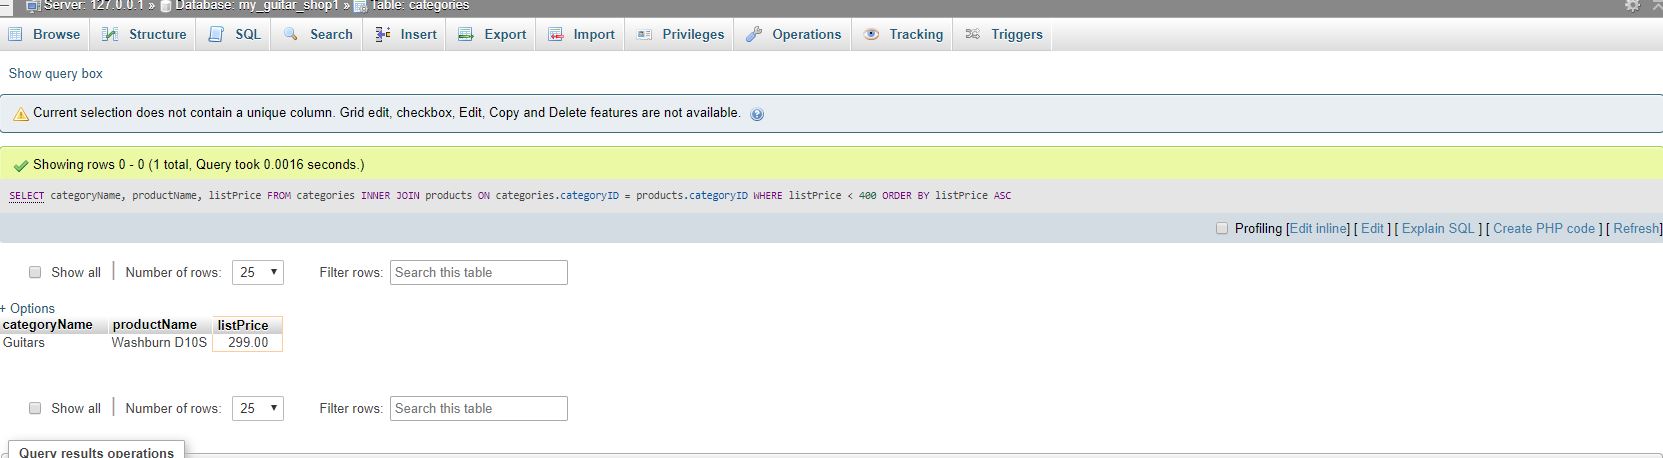 Server: 127.0.0.1 » Database: my_guitar_shop1 » Table: categories
Browse Structure SQL Search Insert Export Import Privileges Operations Tracking Triggers
Show query box
Current selection does not contain a unique column. Grid edit, checkbox, Edit, Copy and Delete features are not available.
Showing rows 0 - 0 (1 total, Query took 0.0016 seconds.)
SELECT categoryName, productName, listPrice FROM categories INNER JOIN products ON categories.categoryID = products.categoryID WHERE listPrice < 400 ORDER BY listPrice ASC
Profiling [Edit inline] [ Edit ] [ Explain SQL ] [ Create PHP code ] [ Refresh]
Show all | Number of rows: 25 Filter rows: Search this table
+ Options
categoryName productName listPrice
Guitars Washburn D10S 299.00
Show all | Number of rows: 25 Filter rows: Search this table
Query results operations